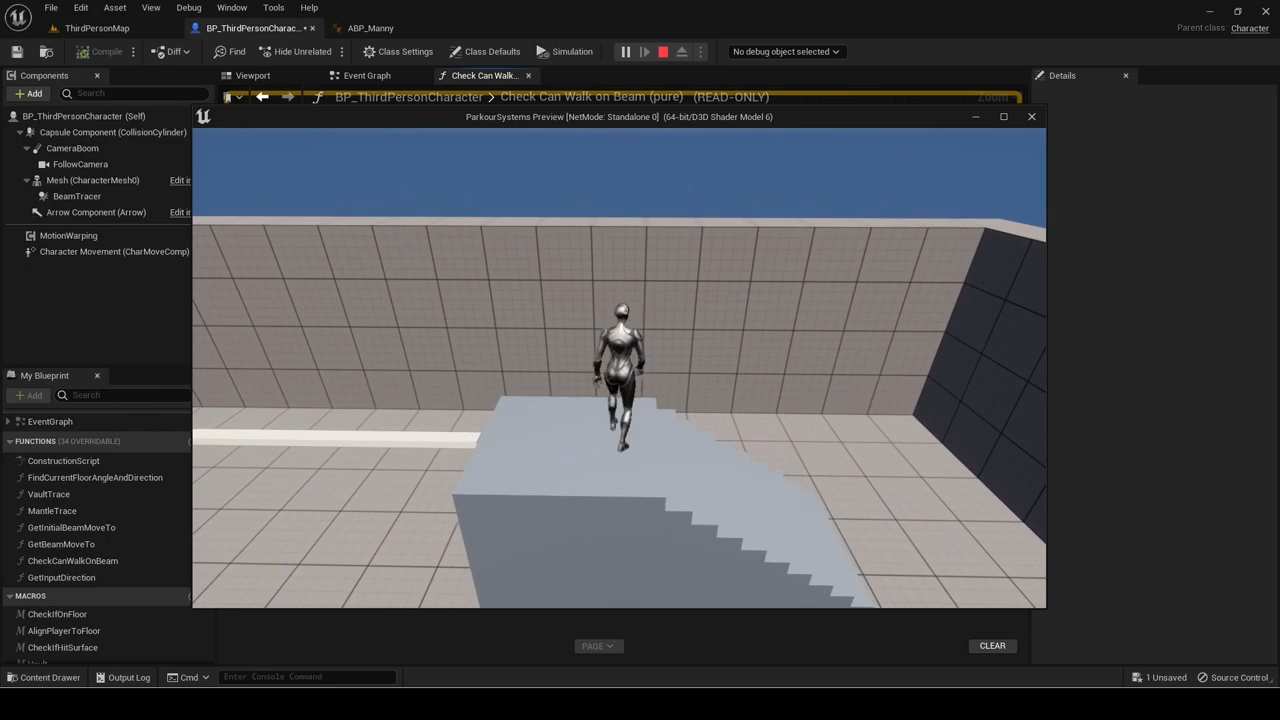 File Edit Asset View Debug Window Tools Help
Parent class: Character
ThirdPersonMap BP_ThirdPersonCharac... • BP_Manny
Compile Diff Find Hide Unrelated Class Settings Class Defaults Simulation No debug object selected
Components Viewport Event Graph Check Can Walk... Details
Add Search
BP_ThirdPersonCharacter > Check Can Walk on Beam (pure) (READ-ONLY) Zoom
BP_ThirdPersonCharacter (Self)
ParkourSystems Preview [NetMode: Standalone 0] (64-bit/D3D Shader Model 6)
Capsule Component (CollisionCylinder)
CameraBoom
FollowCamera
Mesh (CharacterMesh0) Edit in
BeamTracer
Arrow Component (Arrow) Edit in
MotionWarping
Character Movement (CharMoveComp)
My Blueprint
Add Search
EventGraph
FUNCTIONS (34 OVERRIDABLE)
ConstructionScript
FindCurrentFloorAngleAndDirection
VaultTrace
MantleTrace
GetInitialBeamMoveTo
GetBeamMoveTo
CheckCanWalkOnBeam
GetInputDirection
MACROS
CheckIfOnFloor
AlignPlayerToFloor
CheckIfHitSurface
PAGE CLEAR
Content Drawer Output Log Cmd Enter Console Command 1 Unsaved Source Control